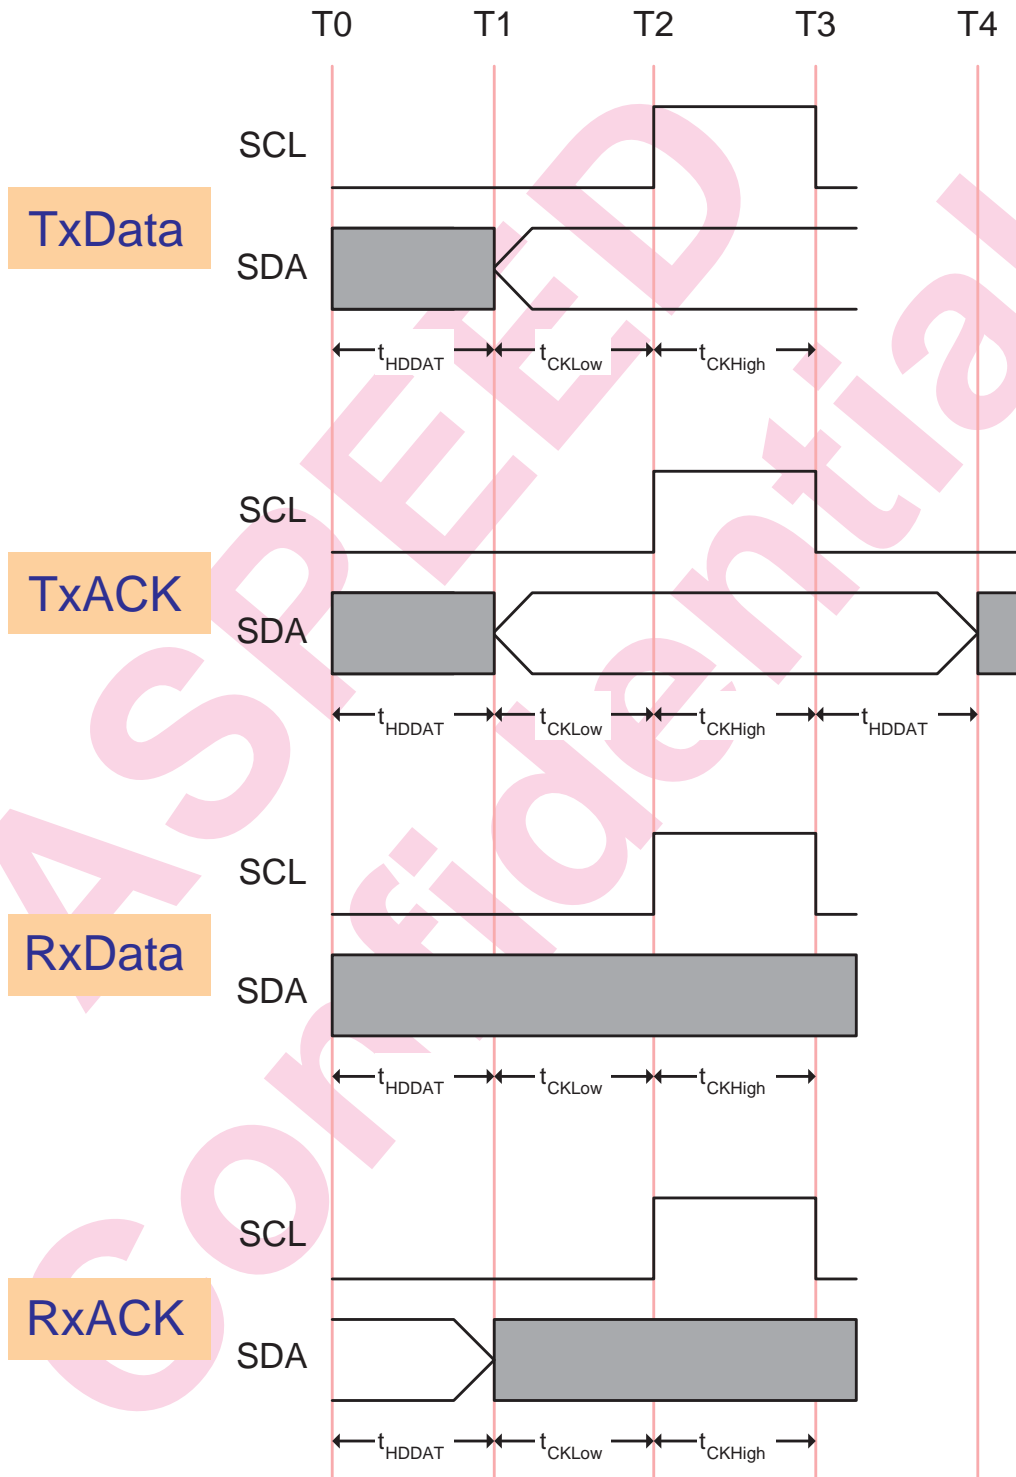 T0 T1 T2 T3 T4
SCL
TxData
SDA
tHDDAT tCKLow tCKHigh
SCL
TxACK
SDA
tHDDAT tCKLow tCKHigh tHDDAT
SCL
RxData
SDA
tHDDAT tCKLow tCKHigh
SCL
RxACK
SDA
tHDDAT tCKLow tCKHigh
ASPEED
Confidential